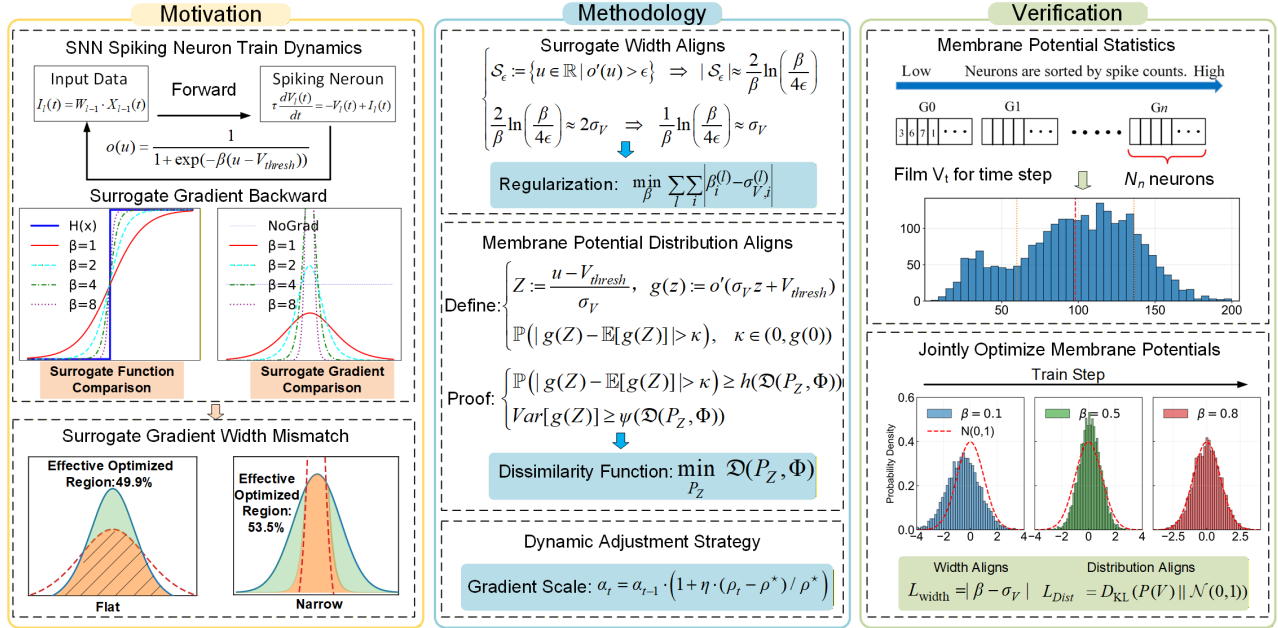 Motivation
SNN Spiking Neuron Train Dynamics
Input Data
I_l(t)=W_{l-1}·X_{l-1}(t)
Forward
Spiking Neroun
τ dV_l(t)/dt=−V_l(t)+I_l(t)
o(u)=1/(1+exp(−β(u−V_thresh)))
Surrogate Gradient Backward
H(x)
β=1
β=2
β=4
β=8
NoGrad
β=1
β=2
β=4
β=8
Surrogate Function
Comparison
Surrogate Gradient
Comparison
Surrogate Gradient Width Mismatch
Effective Optimized
Region:49.9%
Flat
Effective
Optimized
Region:
53.5%
Narrow
Methodology
Surrogate Width Aligns
S_ϵ:={u∈ℝ|o′(u)>ϵ} ⇒ |S_ϵ|≈2/β ln(β/4ϵ)
2/β ln(β/4ϵ)≈2σ_V ⇒ 1/β ln(β/4ϵ)≈σ_V
Regularization: min_β ∑_l ∑_i |β_i^(l)−σ_{V,i}^(l)|
Membrane Potential Distribution Aligns
Define:
Z:=(u−V_thresh)/σ_V, g(z):=o′(σ_V z+V_thresh)
ℙ(|g(Z)−𝔼[g(Z)]|>κ), κ∈(0,g(0))
Proof:
ℙ(|g(Z)−𝔼[g(Z)]|>κ)≥h(𝔇(P_Z,Φ))
Var[g(Z)]≥ψ(𝔇(P_Z,Φ))
Dissimilarity Function: min_{P_Z} 𝔇(P_Z,Φ)
Dynamic Adjustment Strategy
Gradient Scale: α_t=α_{t−1}·(1+η·(ρ_t−ρ*)/ρ*)
Verification
Membrane Potential Statistics
Low Neurons are sorted by spike counts. High
G0 G1 Gn
3 6 7 1 ··· ··· ····· ···
Film V_t for time step
N_n neurons
100
50
0
50 100 150 200
Jointly Optimize Membrane Potentials
Train Step
Probability Density
0.6
0.4
0.2
0.0
β = 0.1
N(0,1)
β = 0.5
β = 0.8
−4 −2 0 2 4
−2 0 2 4
−2.5 0.0 2.5
Width Aligns
L_width=|β−σ_V|
Distribution Aligns
L_Dist =D_KL(P(V)||𝒩(0,1))